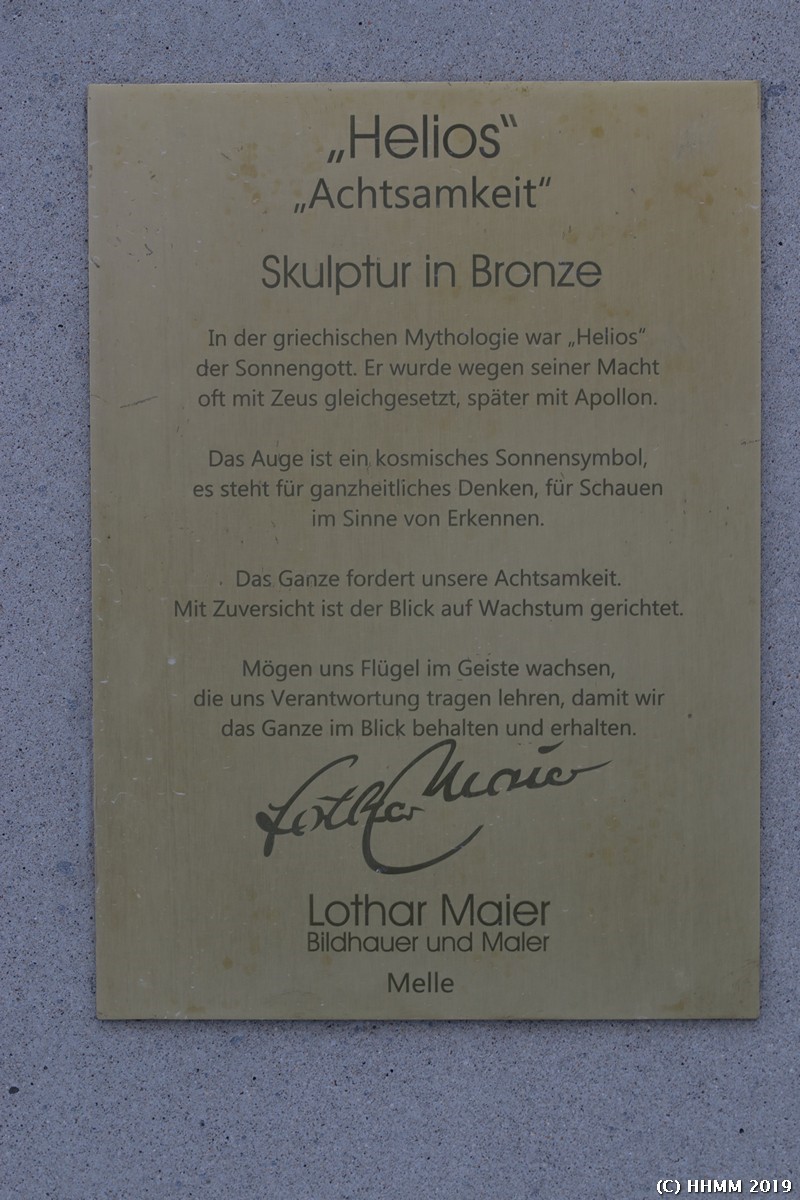 „Helios“
„Achtsamkeit“
Skulptur in Bronze
In der griechischen Mythologie war „Helios“
der Sonnengott. Er wurde wegen seiner Macht
oft mit Zeus gleichgesetzt, später mit Apollon.
Das Auge ist ein kosmisches Sonnensymbol,
es steht für ganzheitliches Denken, für Schauen
im Sinne von Erkennen.
Das Ganze fordert unsere Achtsamkeit.
Mit Zuversicht ist der Blick auf Wachstum gerichtet.
Mögen uns Flügel im Geiste wachsen,
die uns Verantwortung tragen lehren, damit wir
das Ganze im Blick behalten und erhalten.
Lothar Maier
Lothar Maier
Bildhauer und Maler
Melle
(C) HHMM 2019